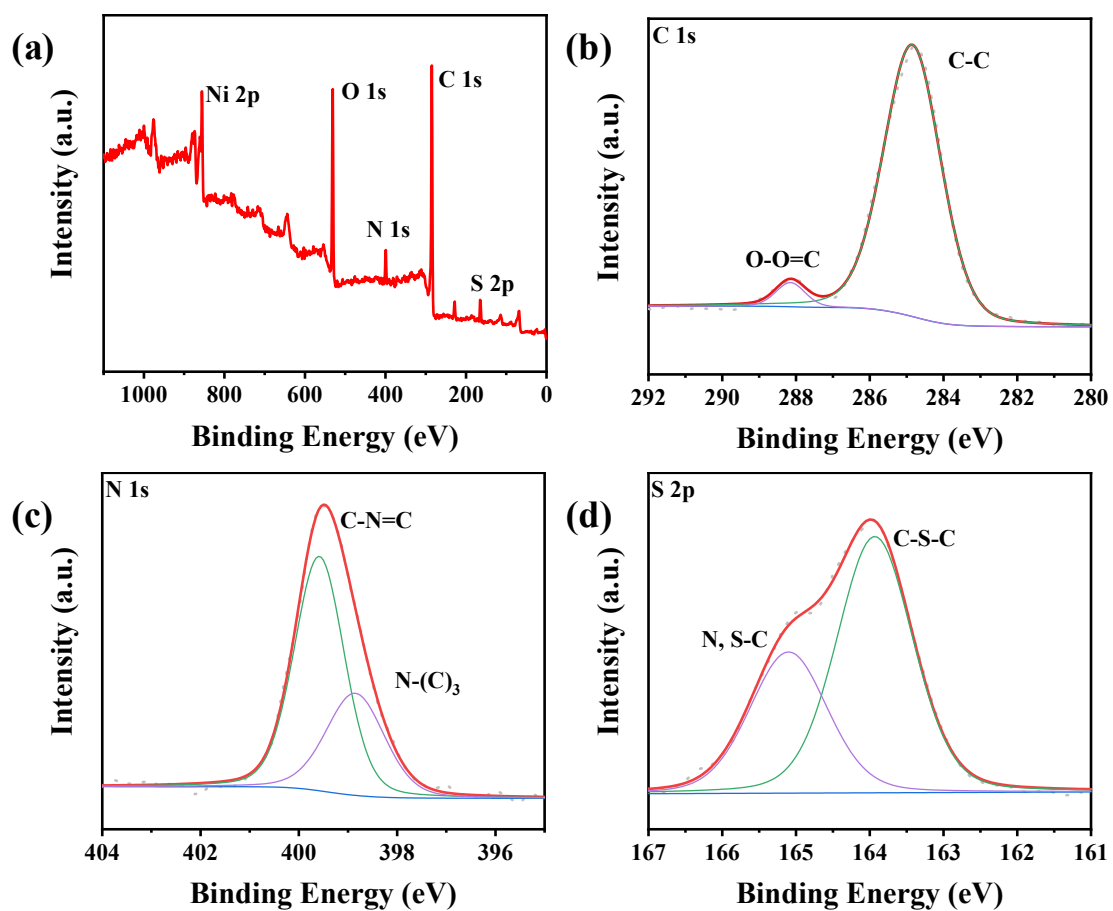 (a)
Ni 2p
O 1s
C 1s
N 1s
S 2p
Intensity (a.u.)
1000 800 600 400 200 0
Binding Energy (eV)
(b)
C 1s
C-C
O-O=C
Intensity (a.u.)
292 290 288 286 284 282 280
Binding Energy (eV)
(c)
N 1s
C-N=C
N-(C)₃
Intensity (a.u.)
404 402 400 398 396
Binding Energy (eV)
(d)
S 2p
C-S-C
N, S-C
Intensity (a.u.)
167 166 165 164 163 162 161
Binding Energy (eV)